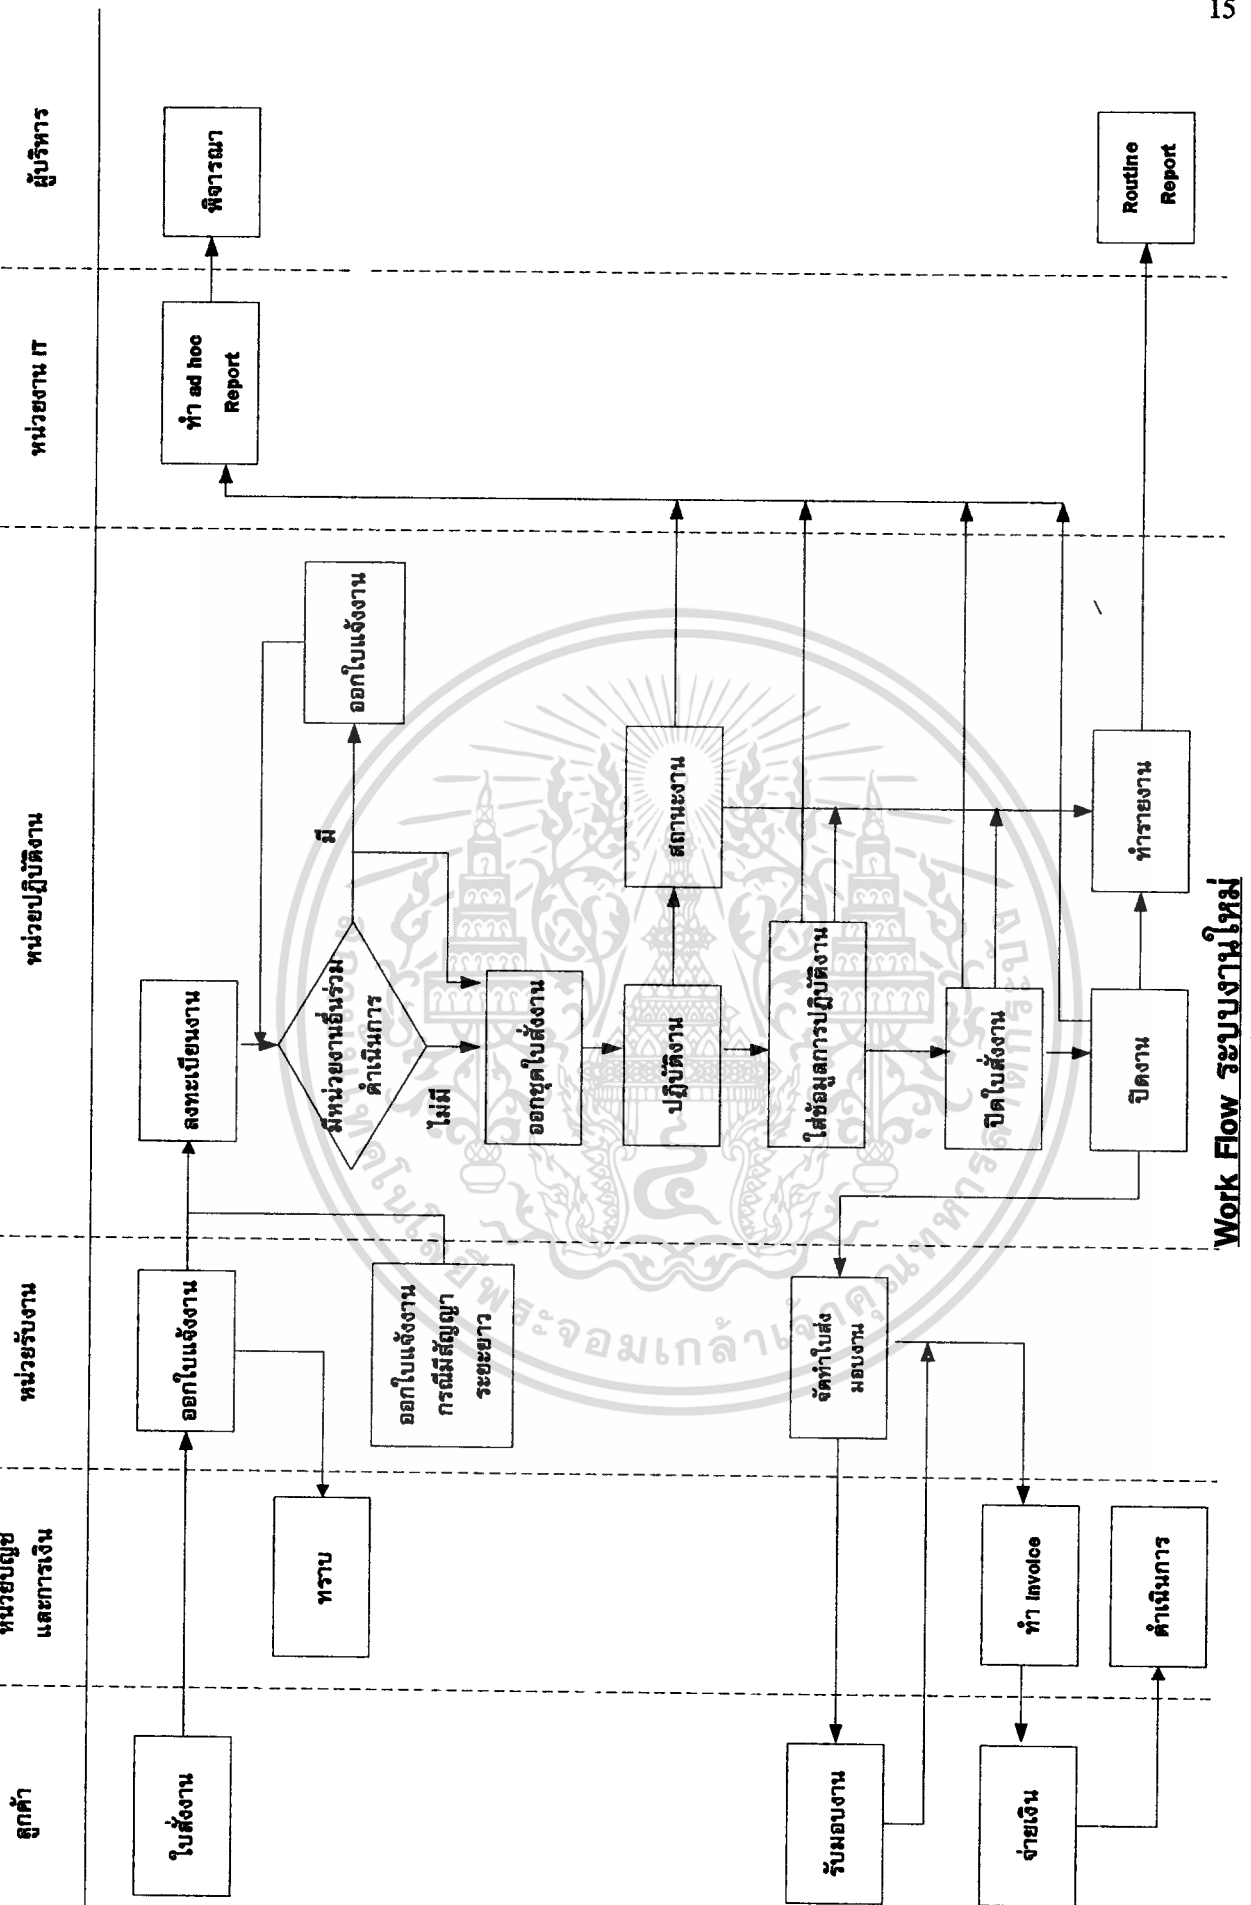 15
ลูกค้า
หน่วยบัญชี
และการเงิน
หน่วยรับงาน
หน่วยปฏิบัติงาน
หน่วยงาน IT
ผู้บริหาร
ใบสั่งงาน
ออกใบแจ้งงาน
ลงทะเบียนงาน
ทำ ad hoc
Report
พิจารณา
ทราบ
มีหน่วยงานอื่นร่วม
ดำเนินการ
มี
ไม่มี
ออกใบแจ้งงาน
ออกใบแจ้งงาน
กรณีมีสัญญา
ระยะยาว
ออกชุดใบสั่งงาน
ปฏิบัติงาน
สถานะงาน
ใส่ข้อมูลการปฏิบัติงาน
รับมอบงาน
จัดทำใบส่ง
มอบงาน
ปิดใบสั่งงาน
จ่ายเงิน
ทำ Invoice
ปิดงาน
ทำรายงาน
Routine
Report
ดำเนินการ
Work Flow ระบบงานใหม่